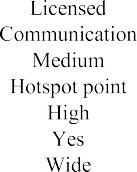 Licensed
Communication
Medium
Hotspot point
High
Yes
Wide